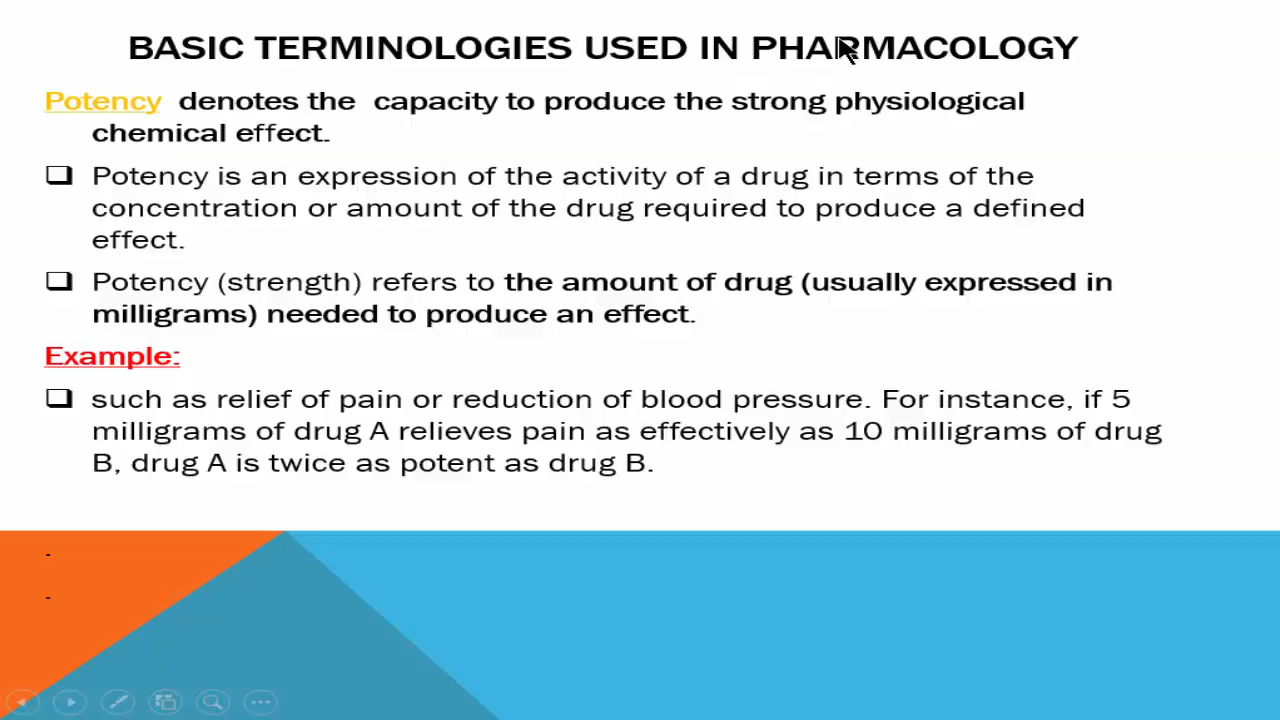 BASIC TERMINOLOGIES USED IN PHARMACOLOGY
Potency denotes the capacity to produce the strong physiological
chemical effect.
❑ Potency is an expression of the activity of a drug in terms of the
concentration or amount of the drug required to produce a defined
effect.
❑ Potency (strength) refers to the amount of drug (usually expressed in
milligrams) needed to produce an effect.
Example:
❑ such as relief of pain or reduction of blood pressure. For instance, if 5
milligrams of drug A relieves pain as effectively as 10 milligrams of drug
B, drug A is twice as potent as drug B.
-
-